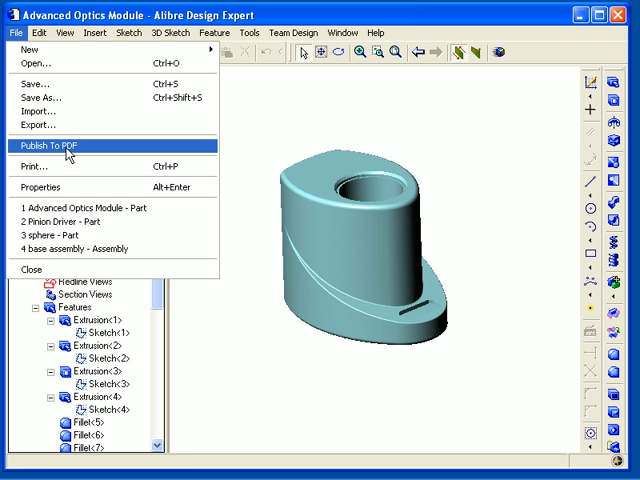 Advanced Optics Module - Alibre Design Expert
File Edit View Insert Sketch 3D Sketch Feature Tools Team Design Window Help
New
Open... Ctrl+O
Save... Ctrl+S
Save As... Ctrl+Shift+S
Import...
Export...
Publish To PDF
Print... Ctrl+P
Properties Alt+Enter
1 Advanced Optics Module - Part
2 Pinion Driver - Part
3 sphere - Part
4 base assembly - Assembly
Close
Redline Views
Section Views
Features
Extrusion<1>
Sketch<1>
Extrusion<2>
Sketch<2>
Extrusion<3>
Sketch<3>
Extrusion<4>
Sketch<4>
Fillet<5>
Fillet<6>
Fillet<7>